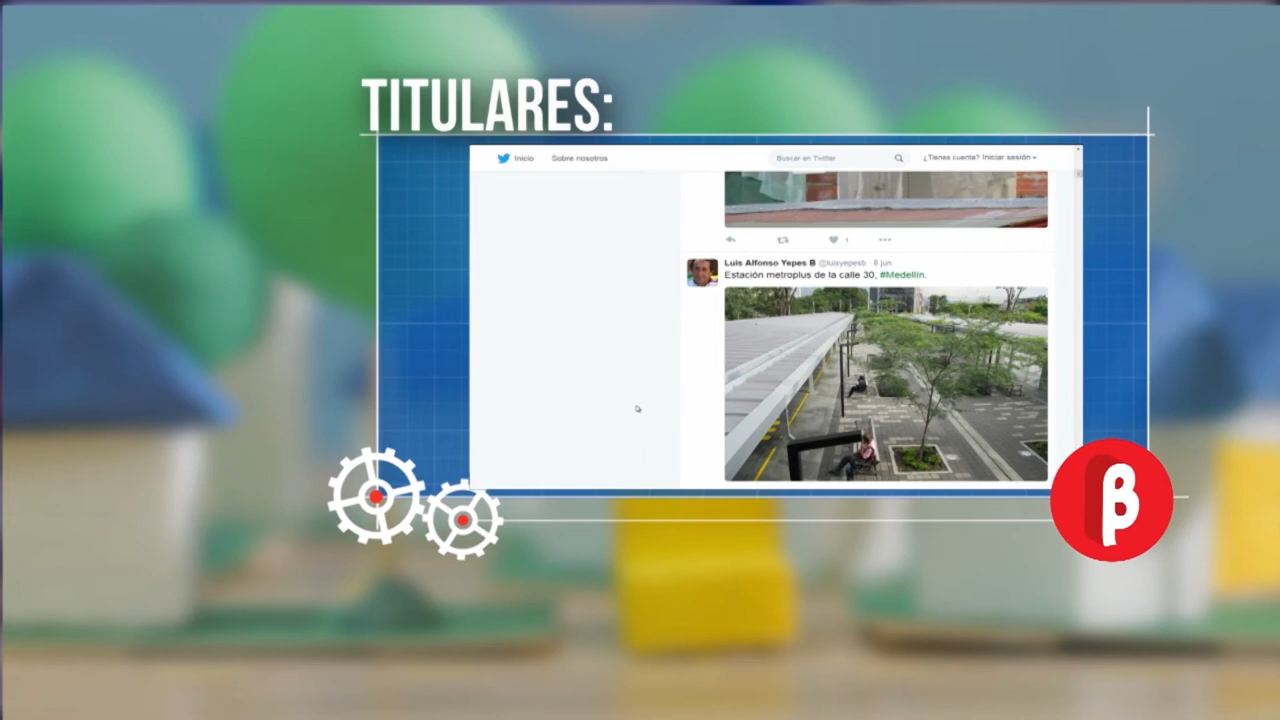 TITULARES:
Inicio Sobre nosotros Buscar en Twitter ¿Tienes cuenta? Iniciar sesión
1
Luis Alfonso Yepes B @luisyepesb · 8 jun.
Estación metroplus de la calle 30, #Medellín.
β